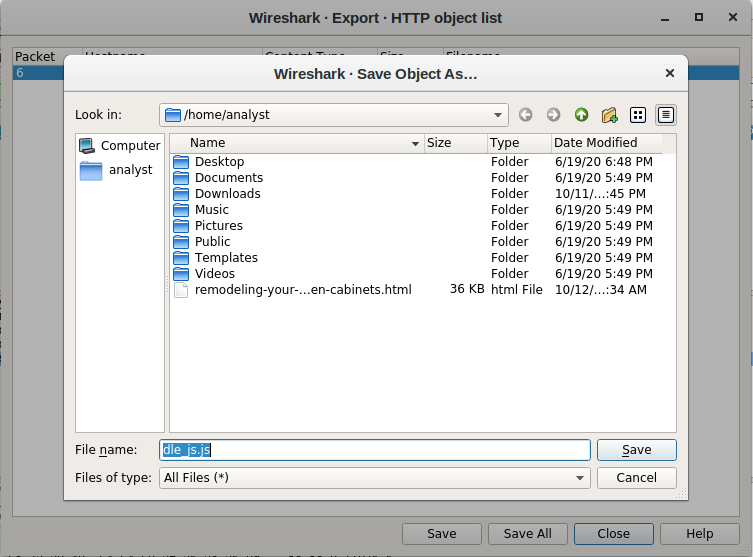 Wireshark · Export · HTTP object list
Packet Hostname Content Type Size Filename
6
Wireshark · Save Object As...
Look in: /home/analyst
Computer
analyst
Name Size Type Date Modified
Desktop Folder 6/19/20 6:48 PM
Documents Folder 6/19/20 5:49 PM
Downloads Folder 10/11/...:45 PM
Music Folder 6/19/20 5:49 PM
Pictures Folder 6/19/20 5:49 PM
Public Folder 6/19/20 5:49 PM
Templates Folder 6/19/20 5:49 PM
Videos Folder 6/19/20 5:49 PM
remodeling-your-...en-cabinets.html 36 KB html File 10/12/...:34 AM
File name: dle_js.js Save
Files of type: All Files (*) Cancel
Save Save All Close Help